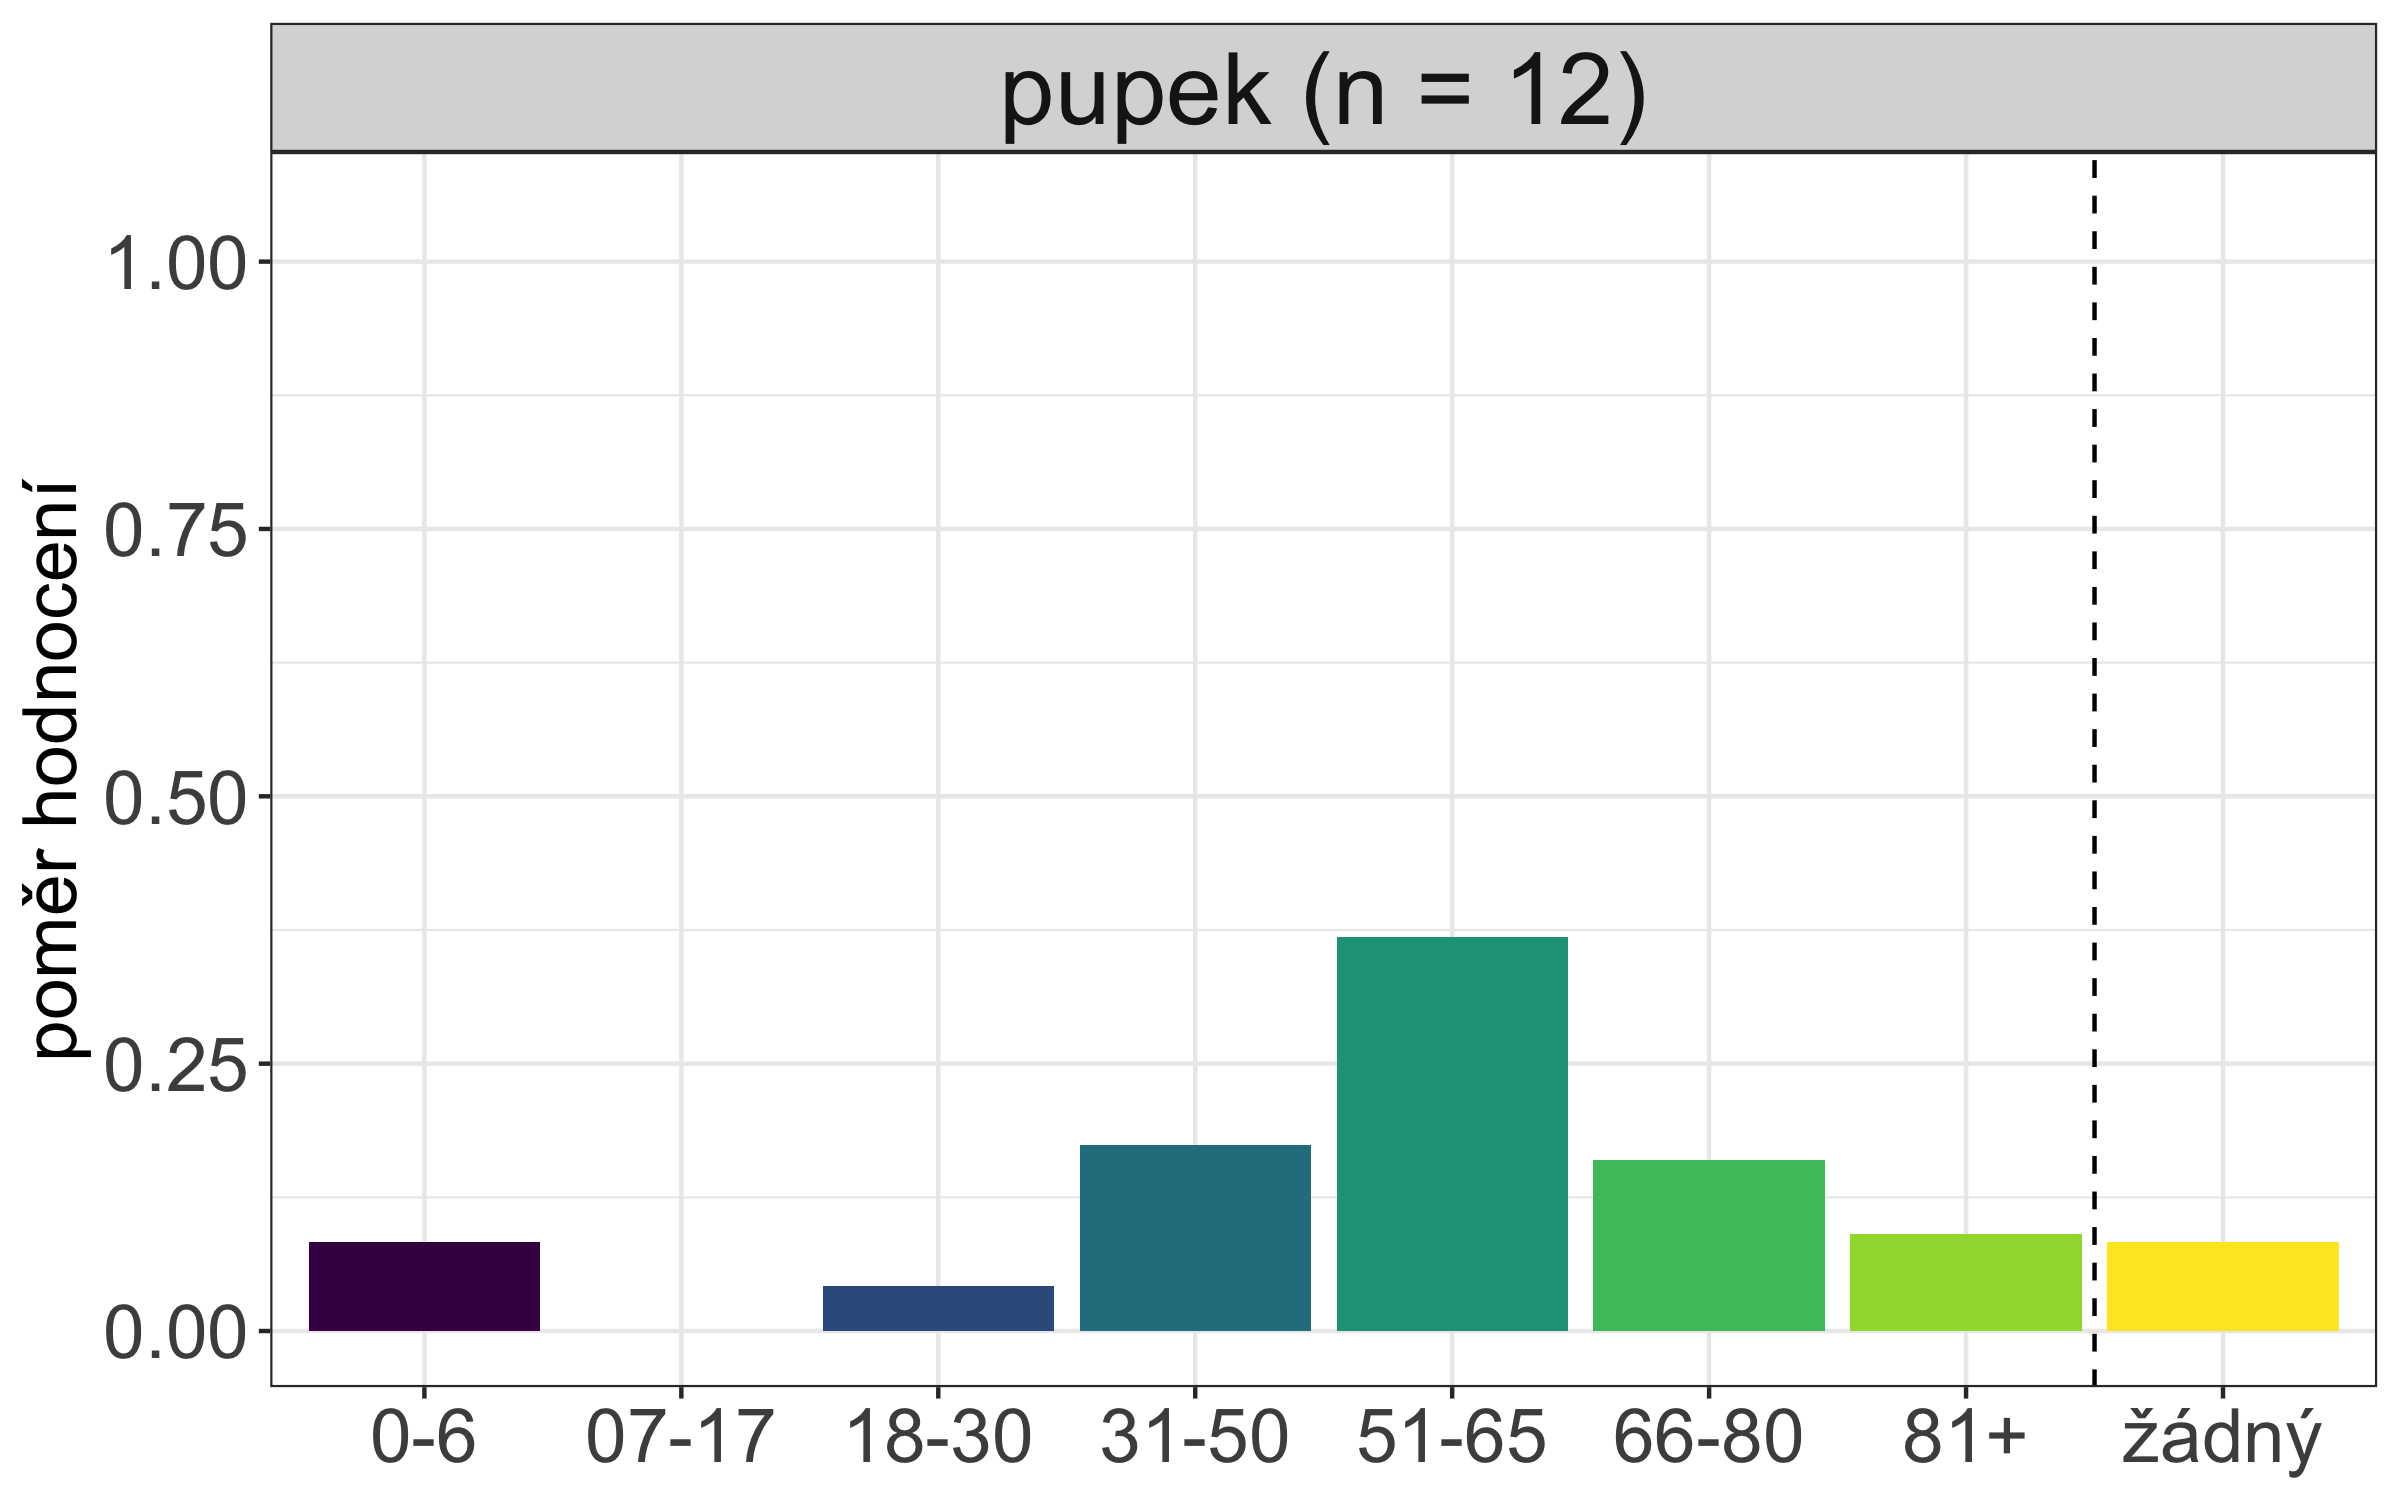 pupek (n = 12)
poměr hodnocení
1.00
0.75
0.50
0.25
0.00
0-6 07-17 18-30 31-50 51-65 66-80 81+ žádný